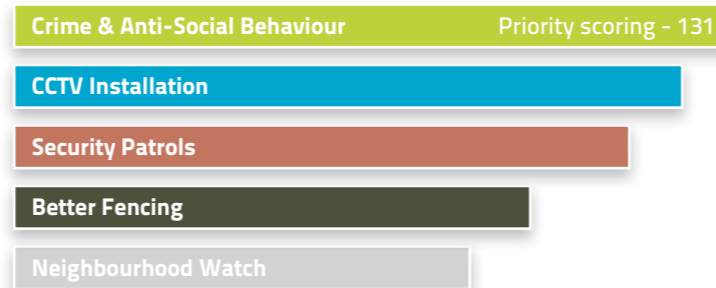 Crime & Anti-Social Behaviour Priority scoring - 131
CCTV Installation
Security Patrols
Better Fencing
Neighbourhood Watch